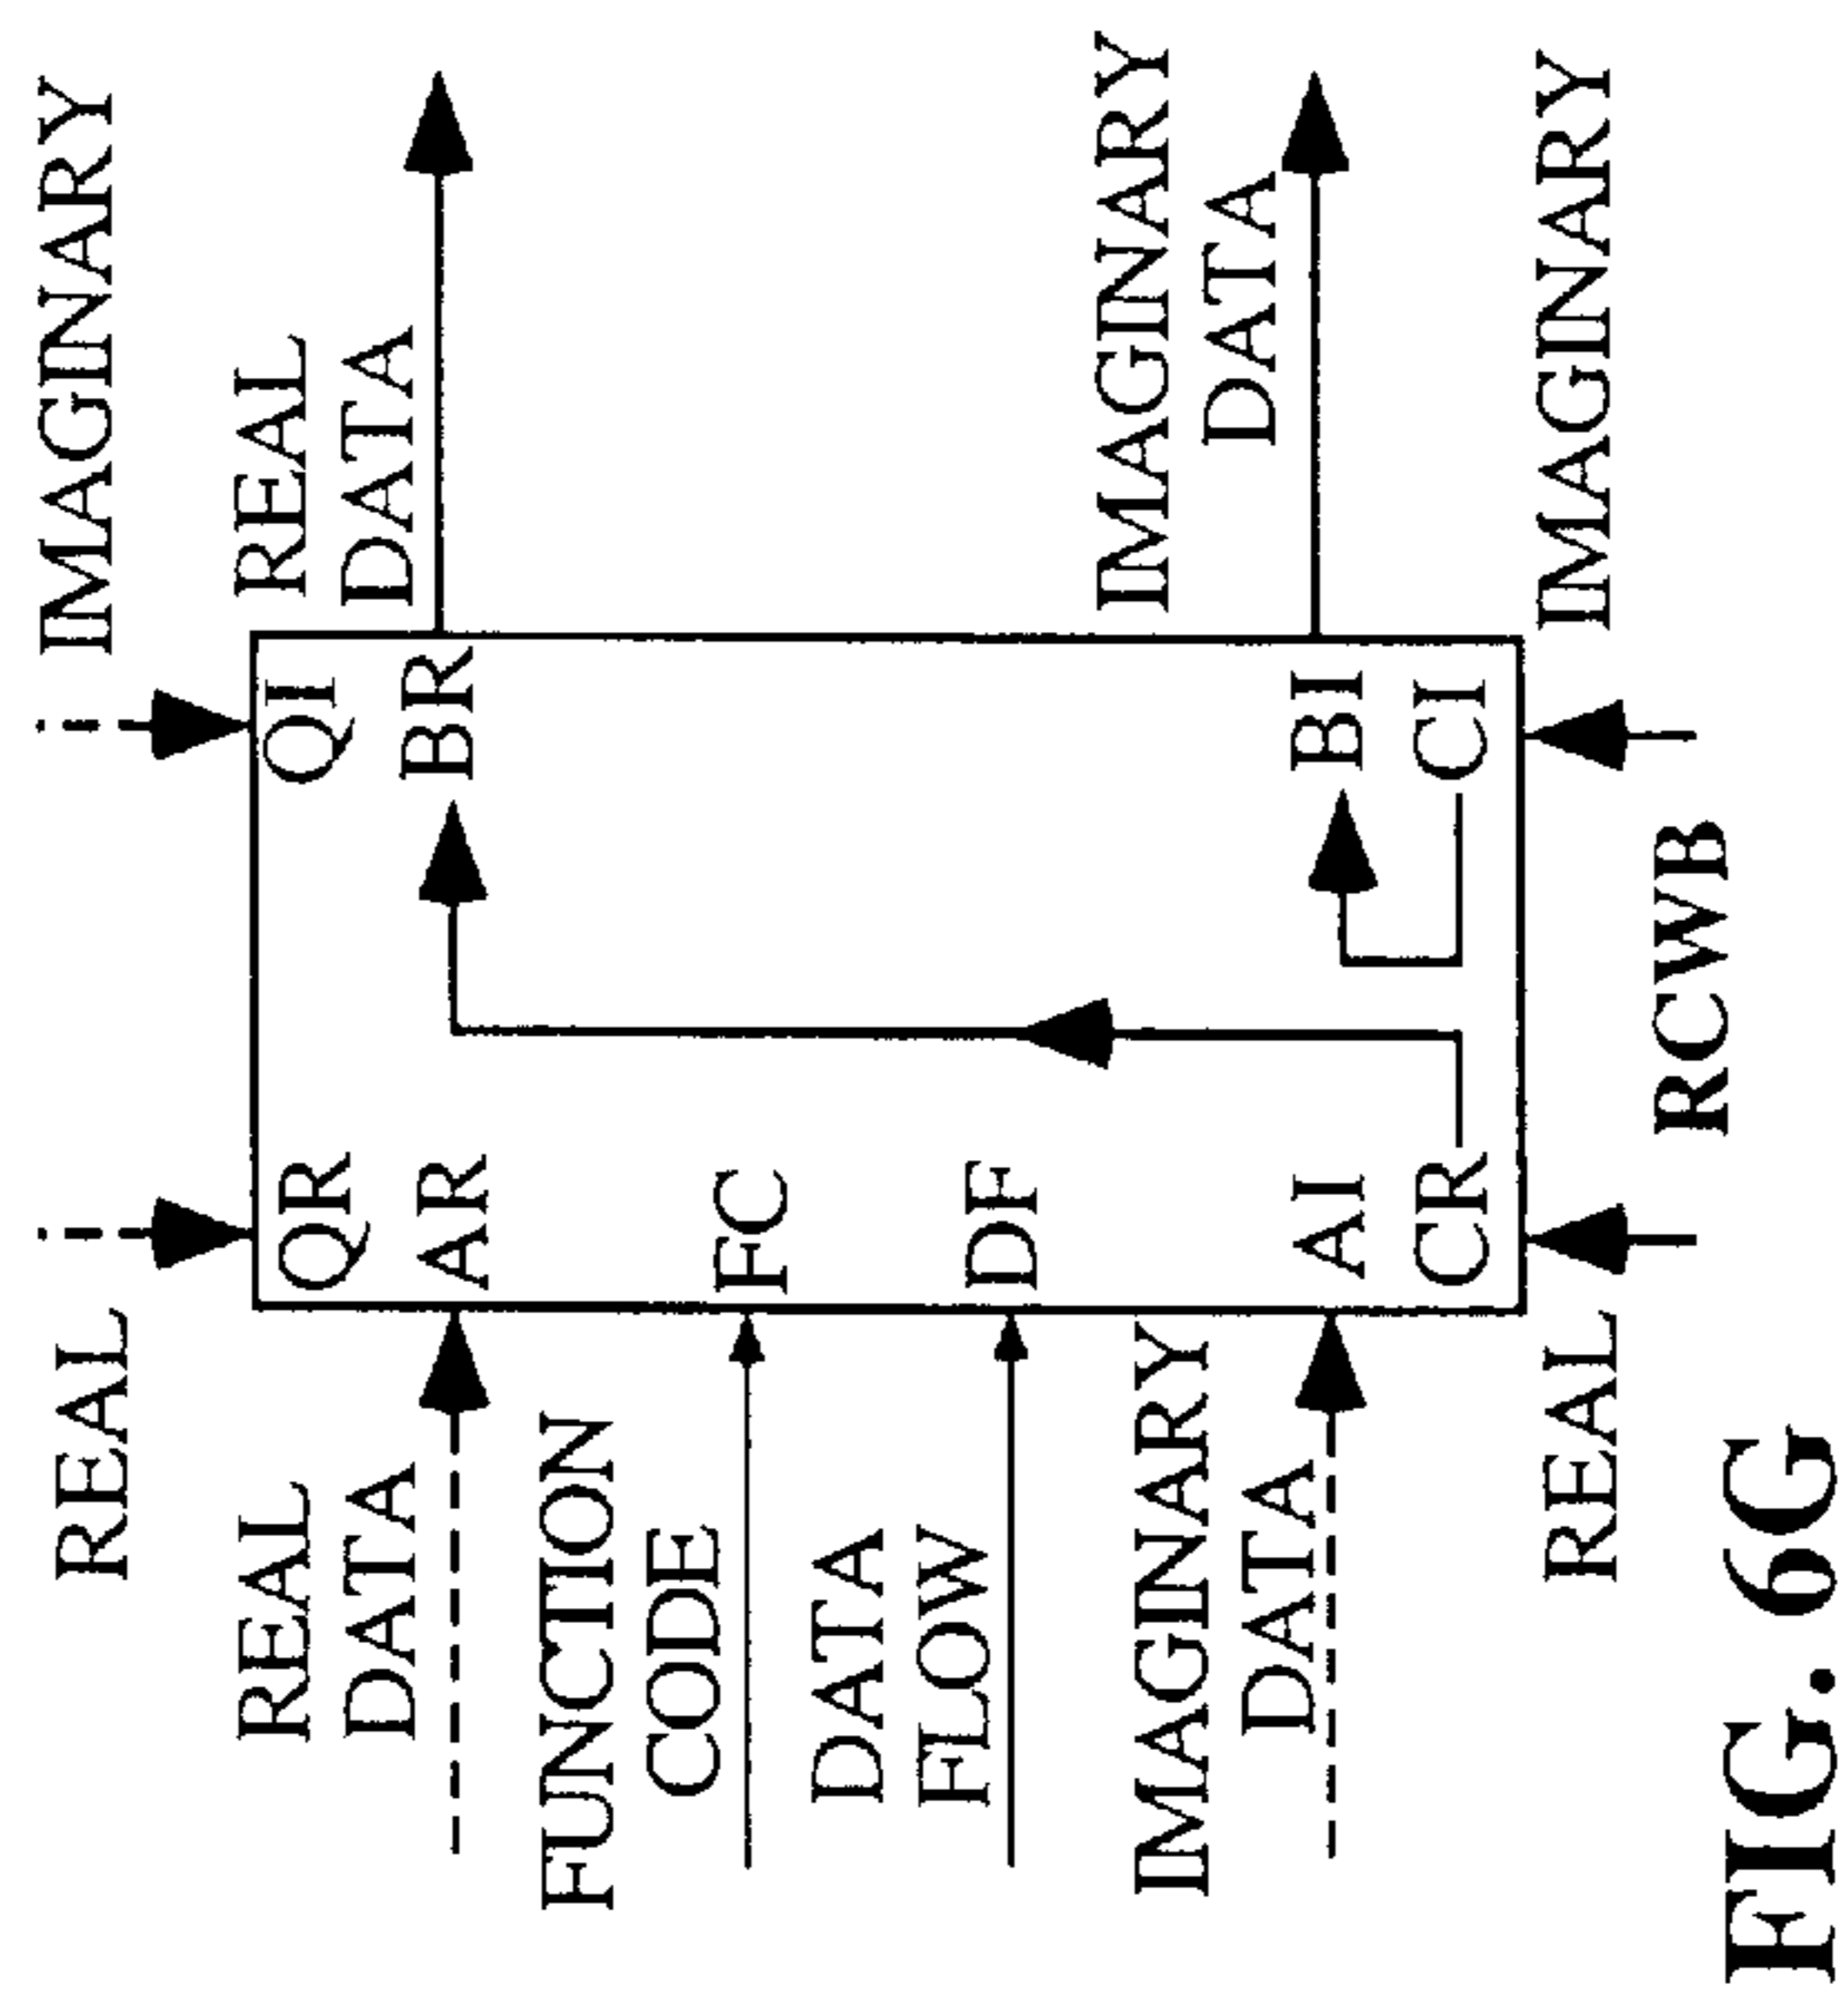 REAL
IMAGINARY
QR
QI
REAL
DATA
AR
BR
REAL
DATA
FUNCTION
CODE
FC
DATA
FLOW
DF
IMAGINARY
DATA
AI
BI
IMAGINARY
DATA
CR
CI
REAL
IMAGINARY
RCWB
FIG. 6G